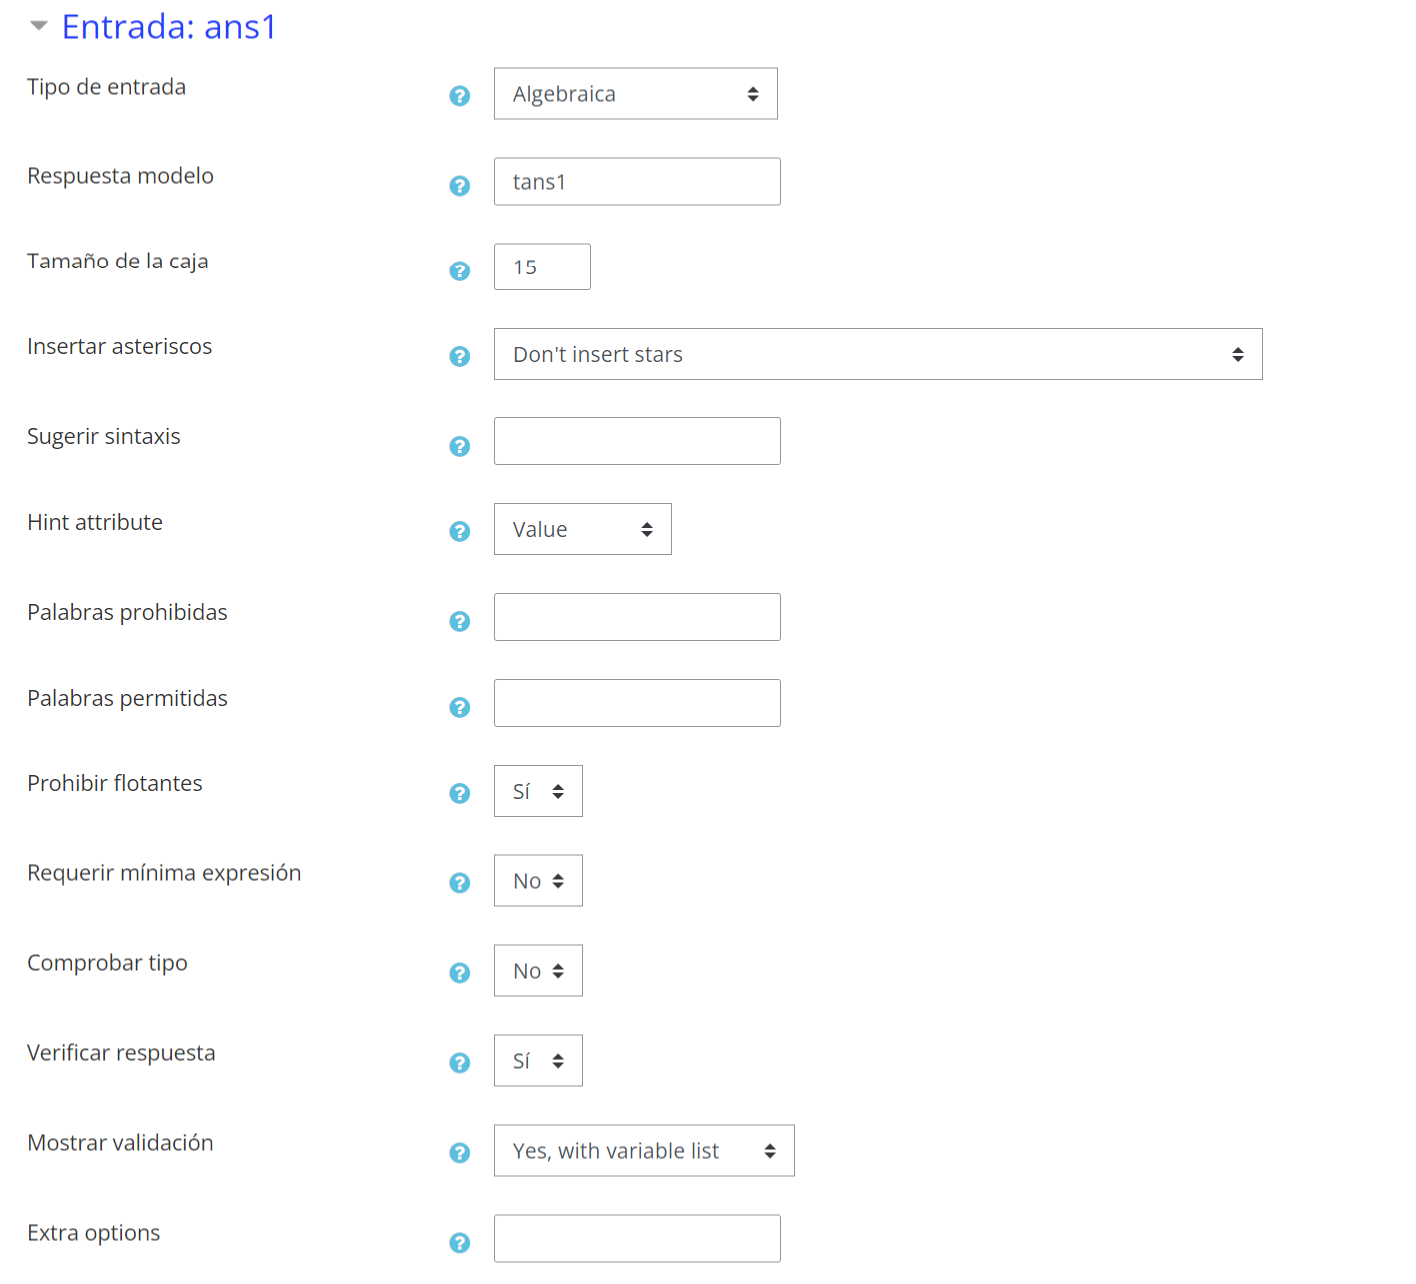 Entrada: ans1
Tipo de entrada
Algebraica
Respuesta modelo
tans1
Tamaño de la caja
15
Insertar asteriscos
Don't insert stars
Sugerir sintaxis
Hint attribute
Value
Palabras prohibidas
Palabras permitidas
Prohibir flotantes
Sí
Requerir mínima expresión
No
Comprobar tipo
No
Verificar respuesta
Sí
Mostrar validación
Yes, with variable list
Extra options